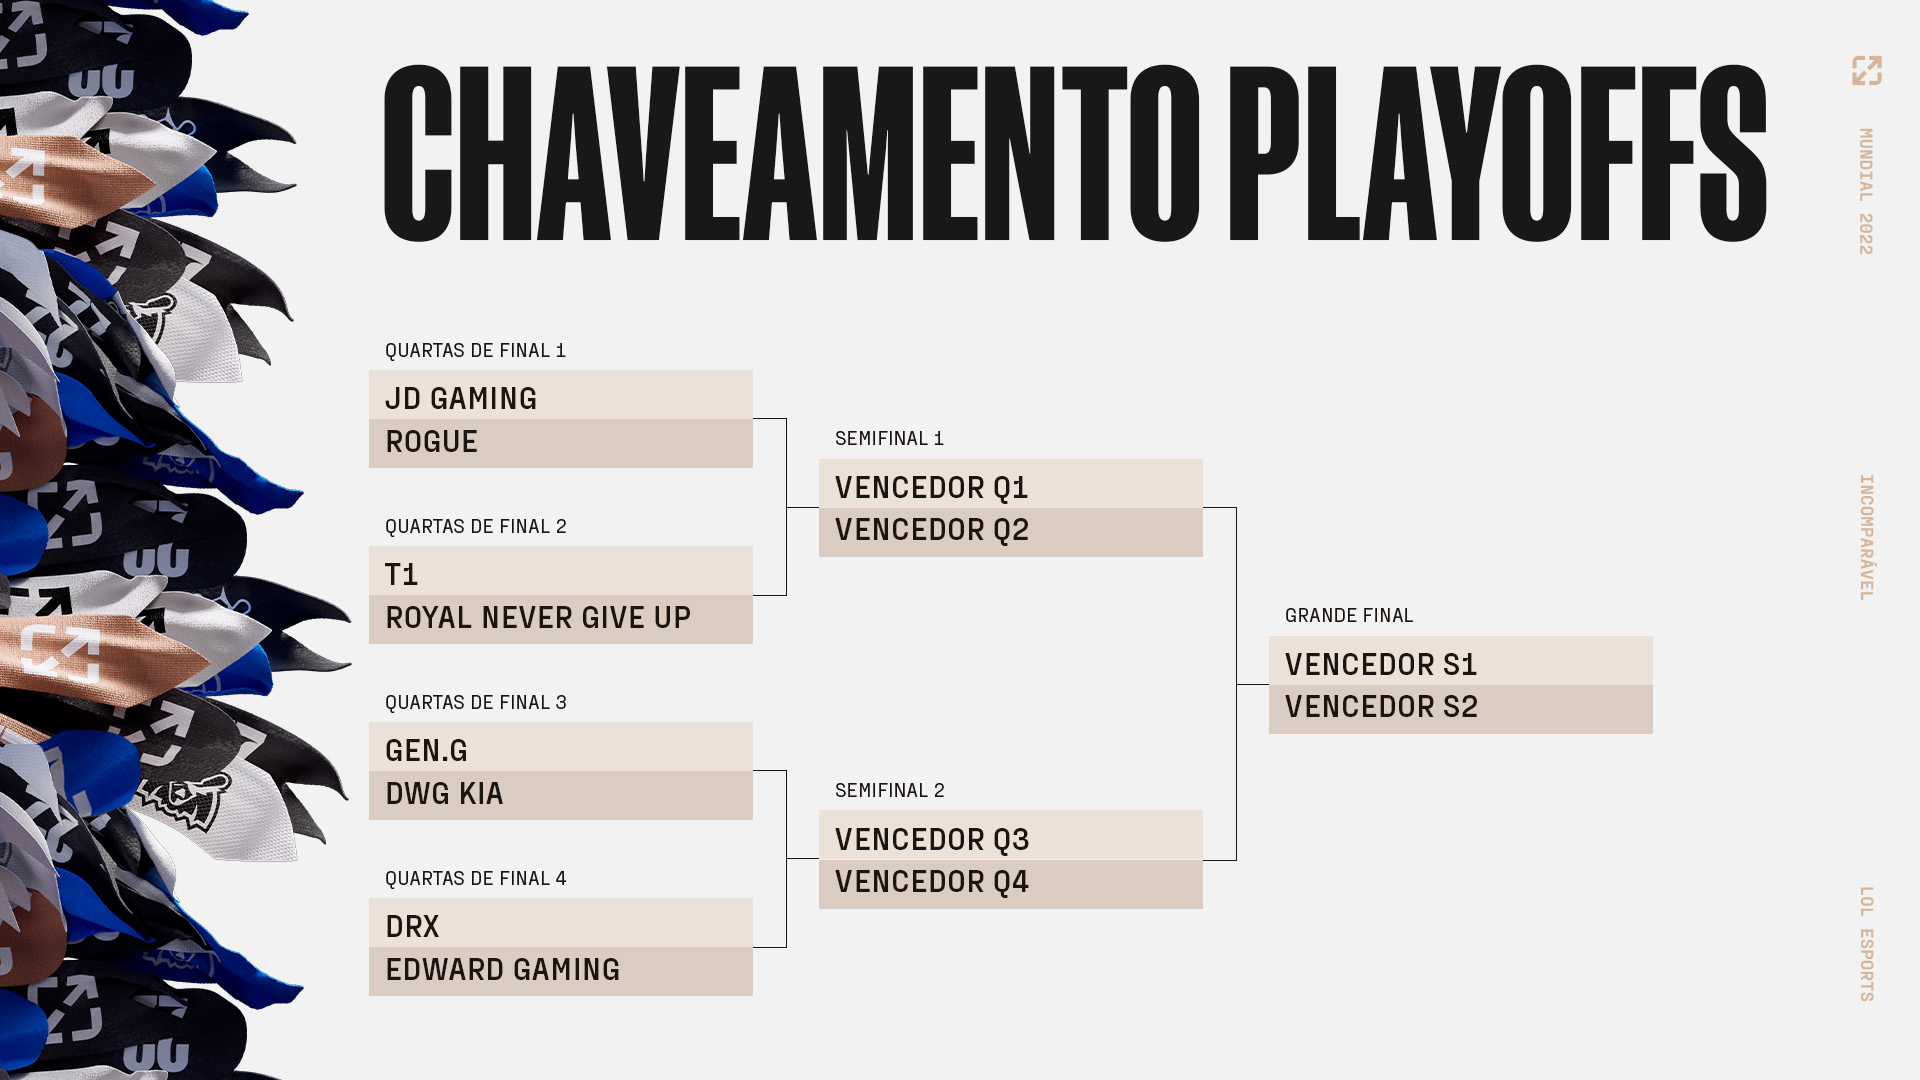 CHAVEAMENTO PLAYOFFS
QUARTAS DE FINAL 1
JD GAMING
ROGUE
QUARTAS DE FINAL 2
T1
ROYAL NEVER GIVE UP
QUARTAS DE FINAL 3
GEN.G
DWG KIA
QUARTAS DE FINAL 4
DRX
EDWARD GAMING
SEMIFINAL 1
VENCEDOR Q1
VENCEDOR Q2
SEMIFINAL 2
VENCEDOR Q3
VENCEDOR Q4
GRANDE FINAL
VENCEDOR S1
VENCEDOR S2
MUNDIAL 2022
INCOMPARÁVEL
LOL ESPORTS